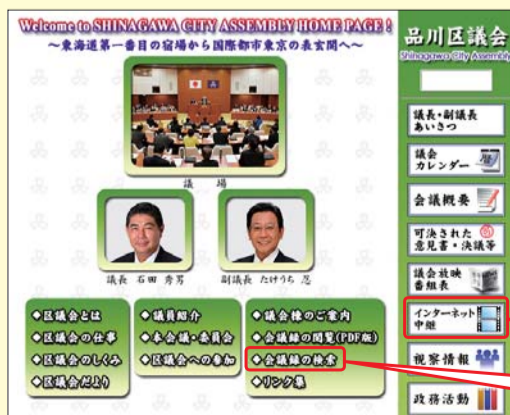 Welcome to SHINAGAWA CITY ASSEMBLY HOME PAGE !
～東海道第一番目の宿場から国際都市東京の表玄関へ～
議　場
議長 石田 秀男
副議長 たけうち 忍
◆区議会とは
◆区議会の仕事
◆区議会のしくみ
◆区議会だより
◆議員紹介
◆本会議・委員会
◆区議会への参加
◆議会棟のご案内
◆会議録の閲覧(PDF版)
◆会議録の検索
◆リンク集
品川区議会
Shinagawa City Assembly
議長・副議長
あいさつ
議会
カレンダー
会議概要
可決された
意見書・決議等
議会放映
番組表
インターネット
中継
視察情報
政務活動